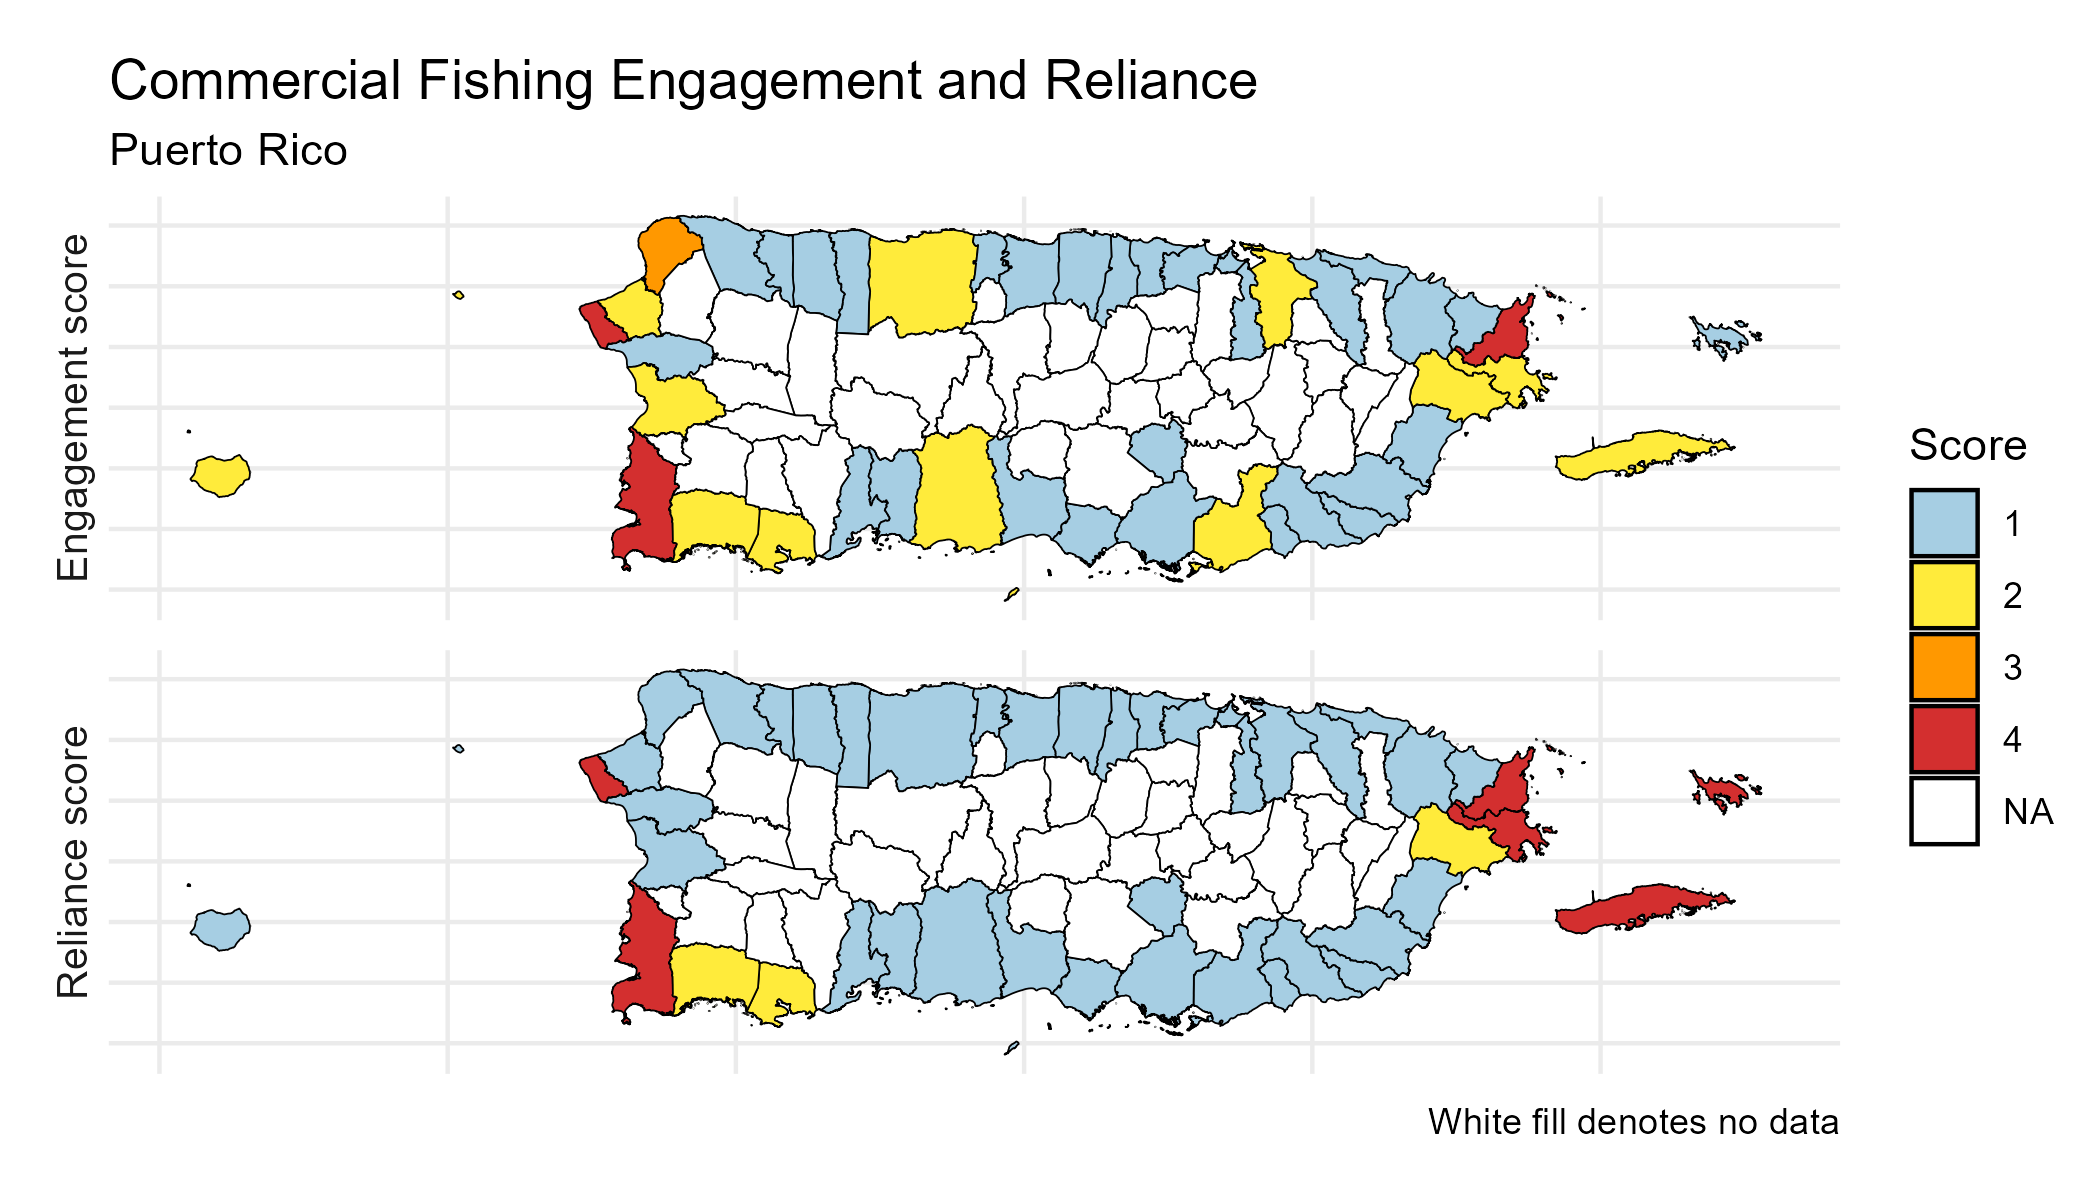 Commercial Fishing Engagement and Reliance
Puerto Rico
Engagement score
Reliance score
Score
1
2
3
4
NA
White fill denotes no data